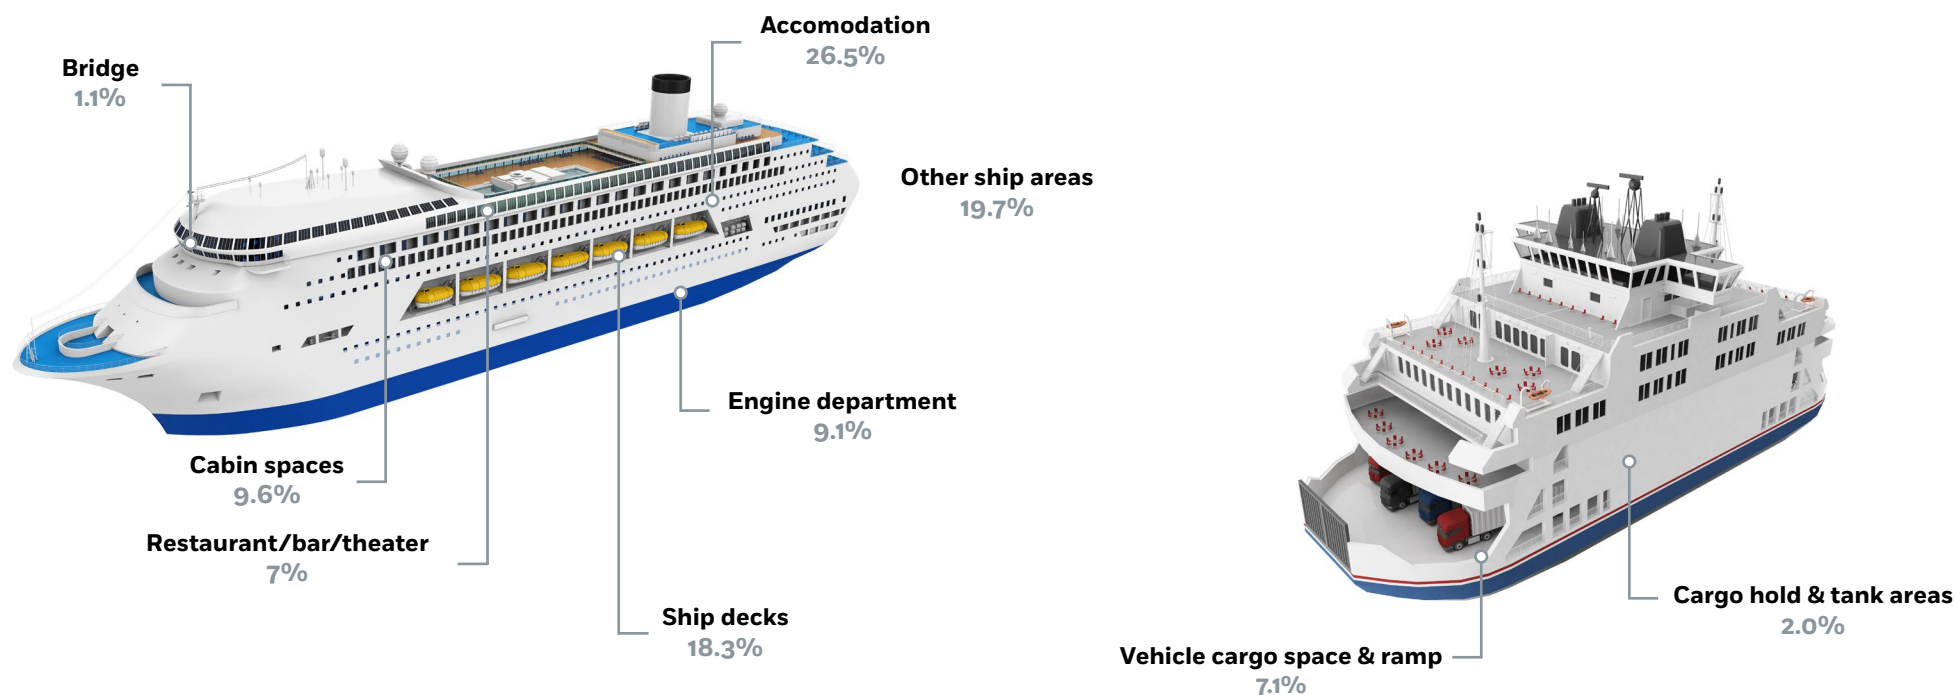 Accomodation
26.5%
Bridge
1.1%
Other ship areas
19.7%
Engine department
9.1%
Cabin spaces
9.6%
Restaurant/bar/theater
7%
Ship decks
18.3%
Cargo hold & tank areas
2.0%
Vehicle cargo space & ramp
7.1%